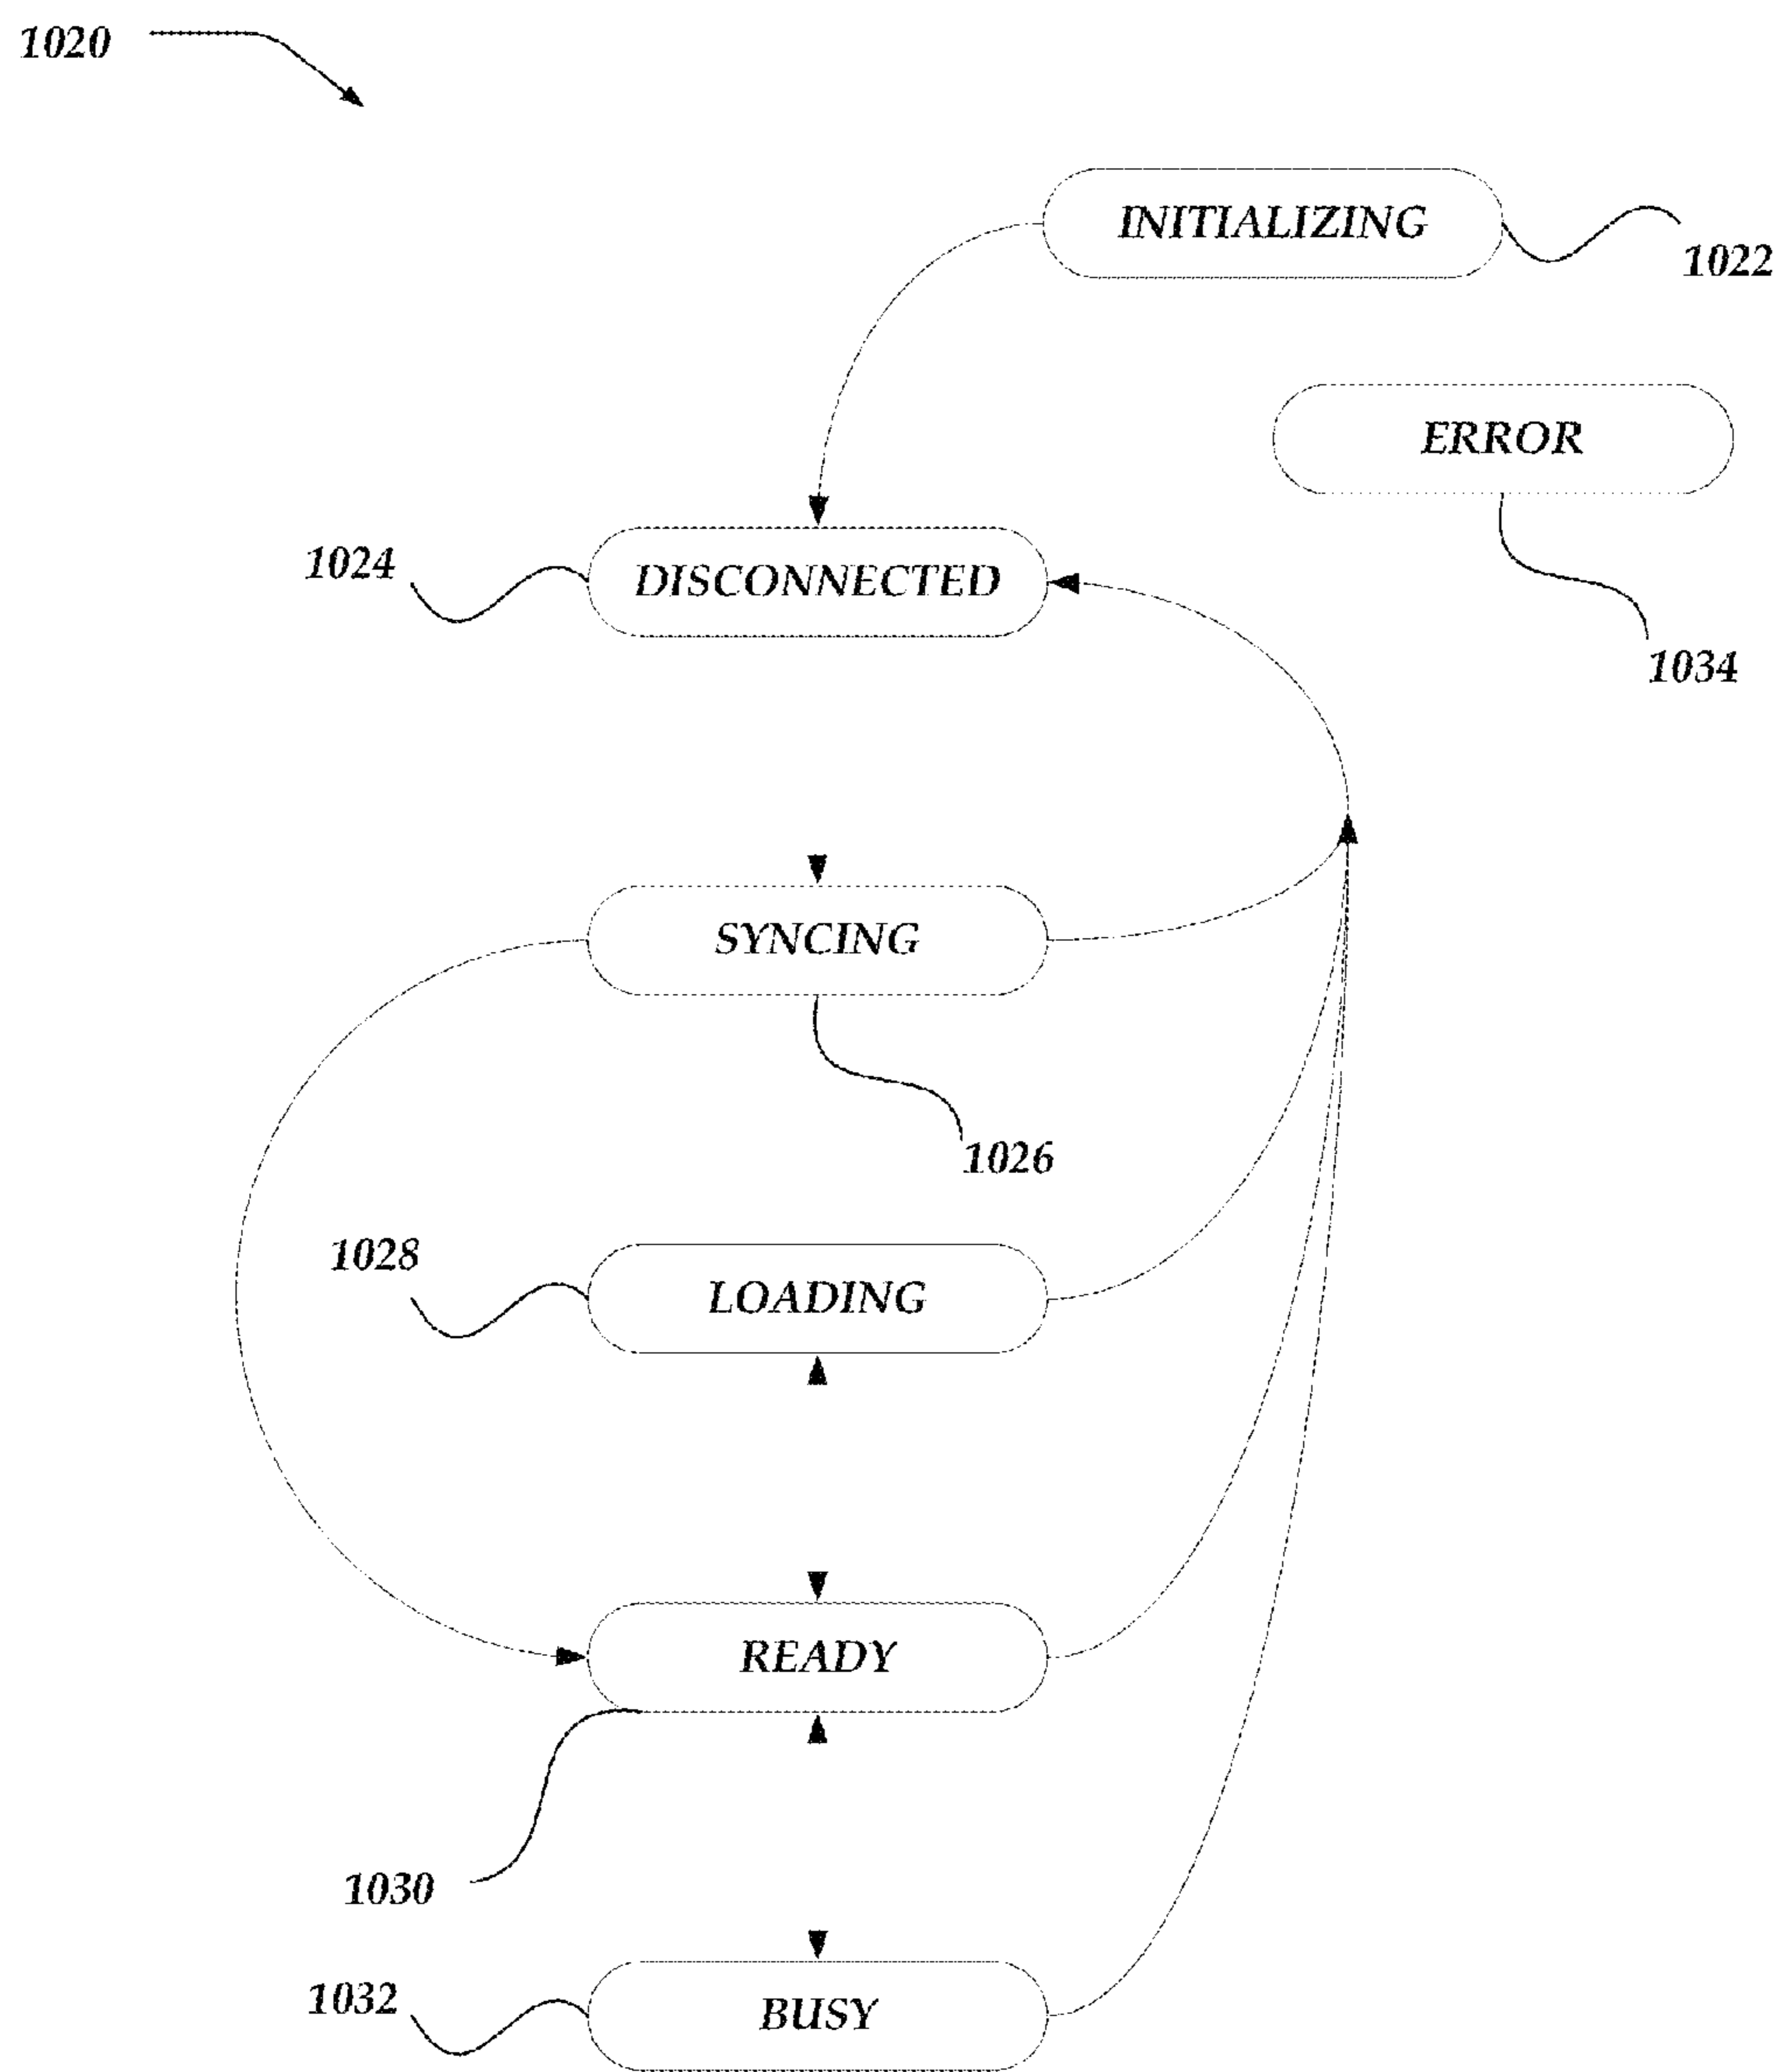 1020
INITIALIZING
1022
ERROR
1024
DISCONNECTED
1034
SYNCING
1026
1028
LOADING
READY
1030
1032
BUSY